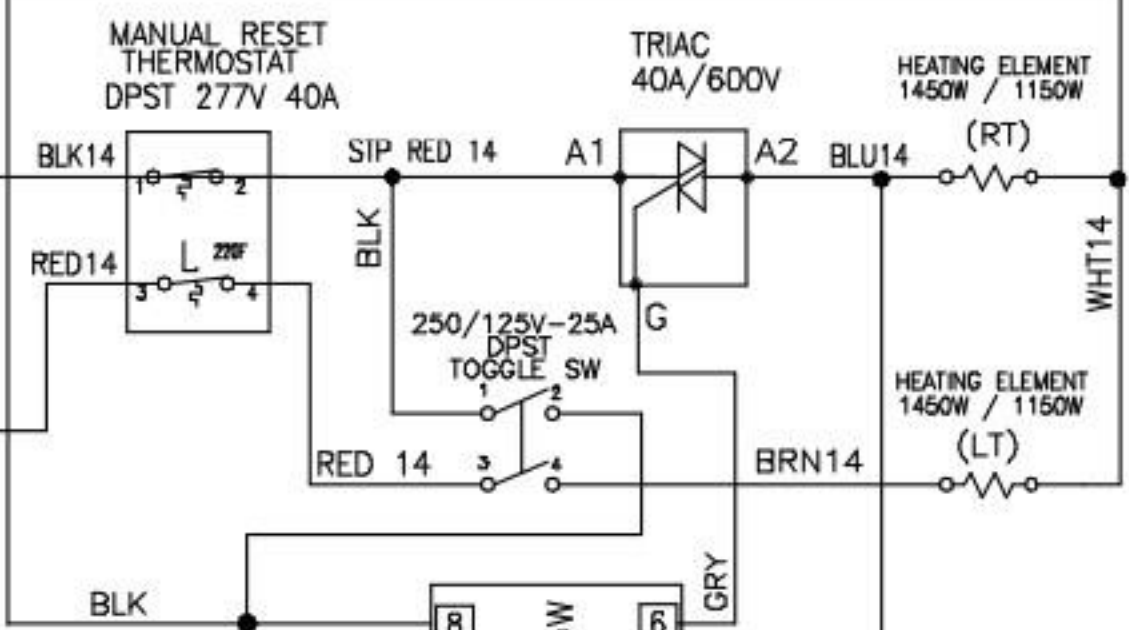 MANUAL RESET
THERMOSTAT
DPST 277V 40A
TRIAC
40A/600V
HEATING ELEMENT
1450W / 1150W
(RT)
BLK14
STP RED 14
A1
A2
BLU14
1
2
BLK
RED14
L
220F
3
4
WHT14
G
250/125V-25A
DPST
TOGGLE SW
1
2
HEATING ELEMENT
1450W / 1150W
(LT)
RED 14
3
4
BRN14
GRY
BLK
8
W
6